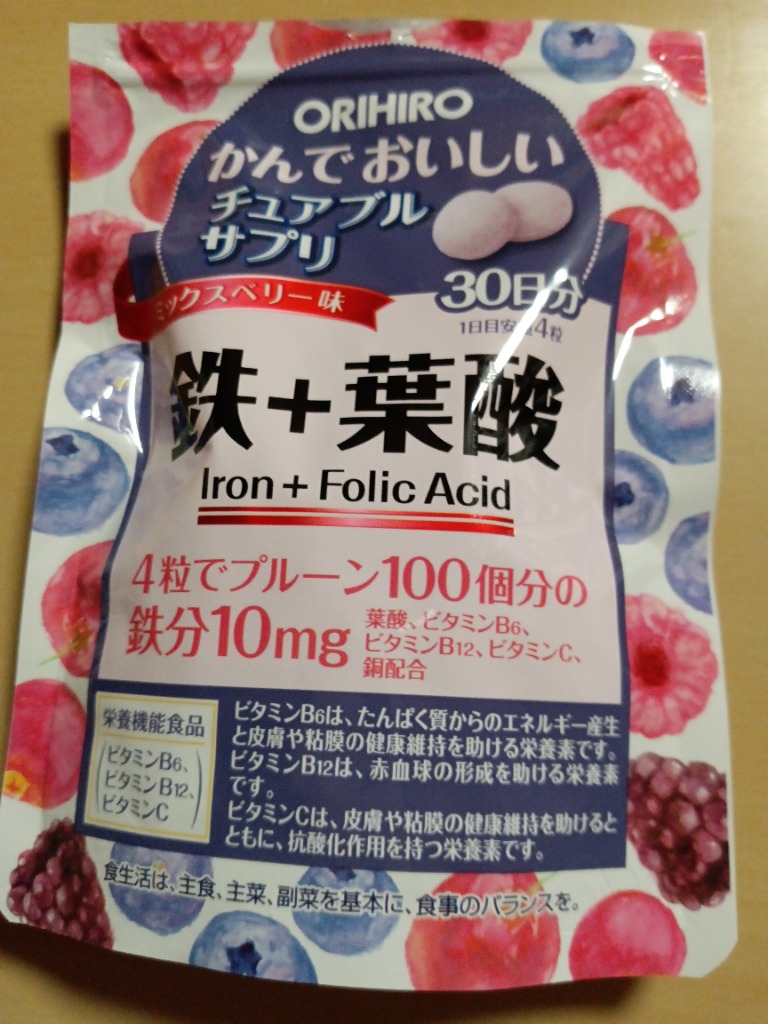 ORIHIRO
かんでおいしい
チュアブル
サプリ
ミックスベリー味
30日分
1日目安 4粒
鉄+葉酸
Iron + Folic Acid
4粒でプルーン100個分の
鉄分10mg
葉酸、ビタミンB6、
ビタミンB12、ビタミンC、
銅配合
栄養機能食品
(ビタミンB6、
ビタミンB12、
ビタミンC)
ビタミンB6は、たんぱく質からのエネルギー産生
と皮膚や粘膜の健康維持を助ける栄養素です。
ビタミンB12は、赤血球の形成を助ける栄養素
です。
ビタミンCは、皮膚や粘膜の健康維持を助けると
ともに、抗酸化作用を持つ栄養素です。
食生活は、主食、主菜、副菜を基本に、食事のバランスを。